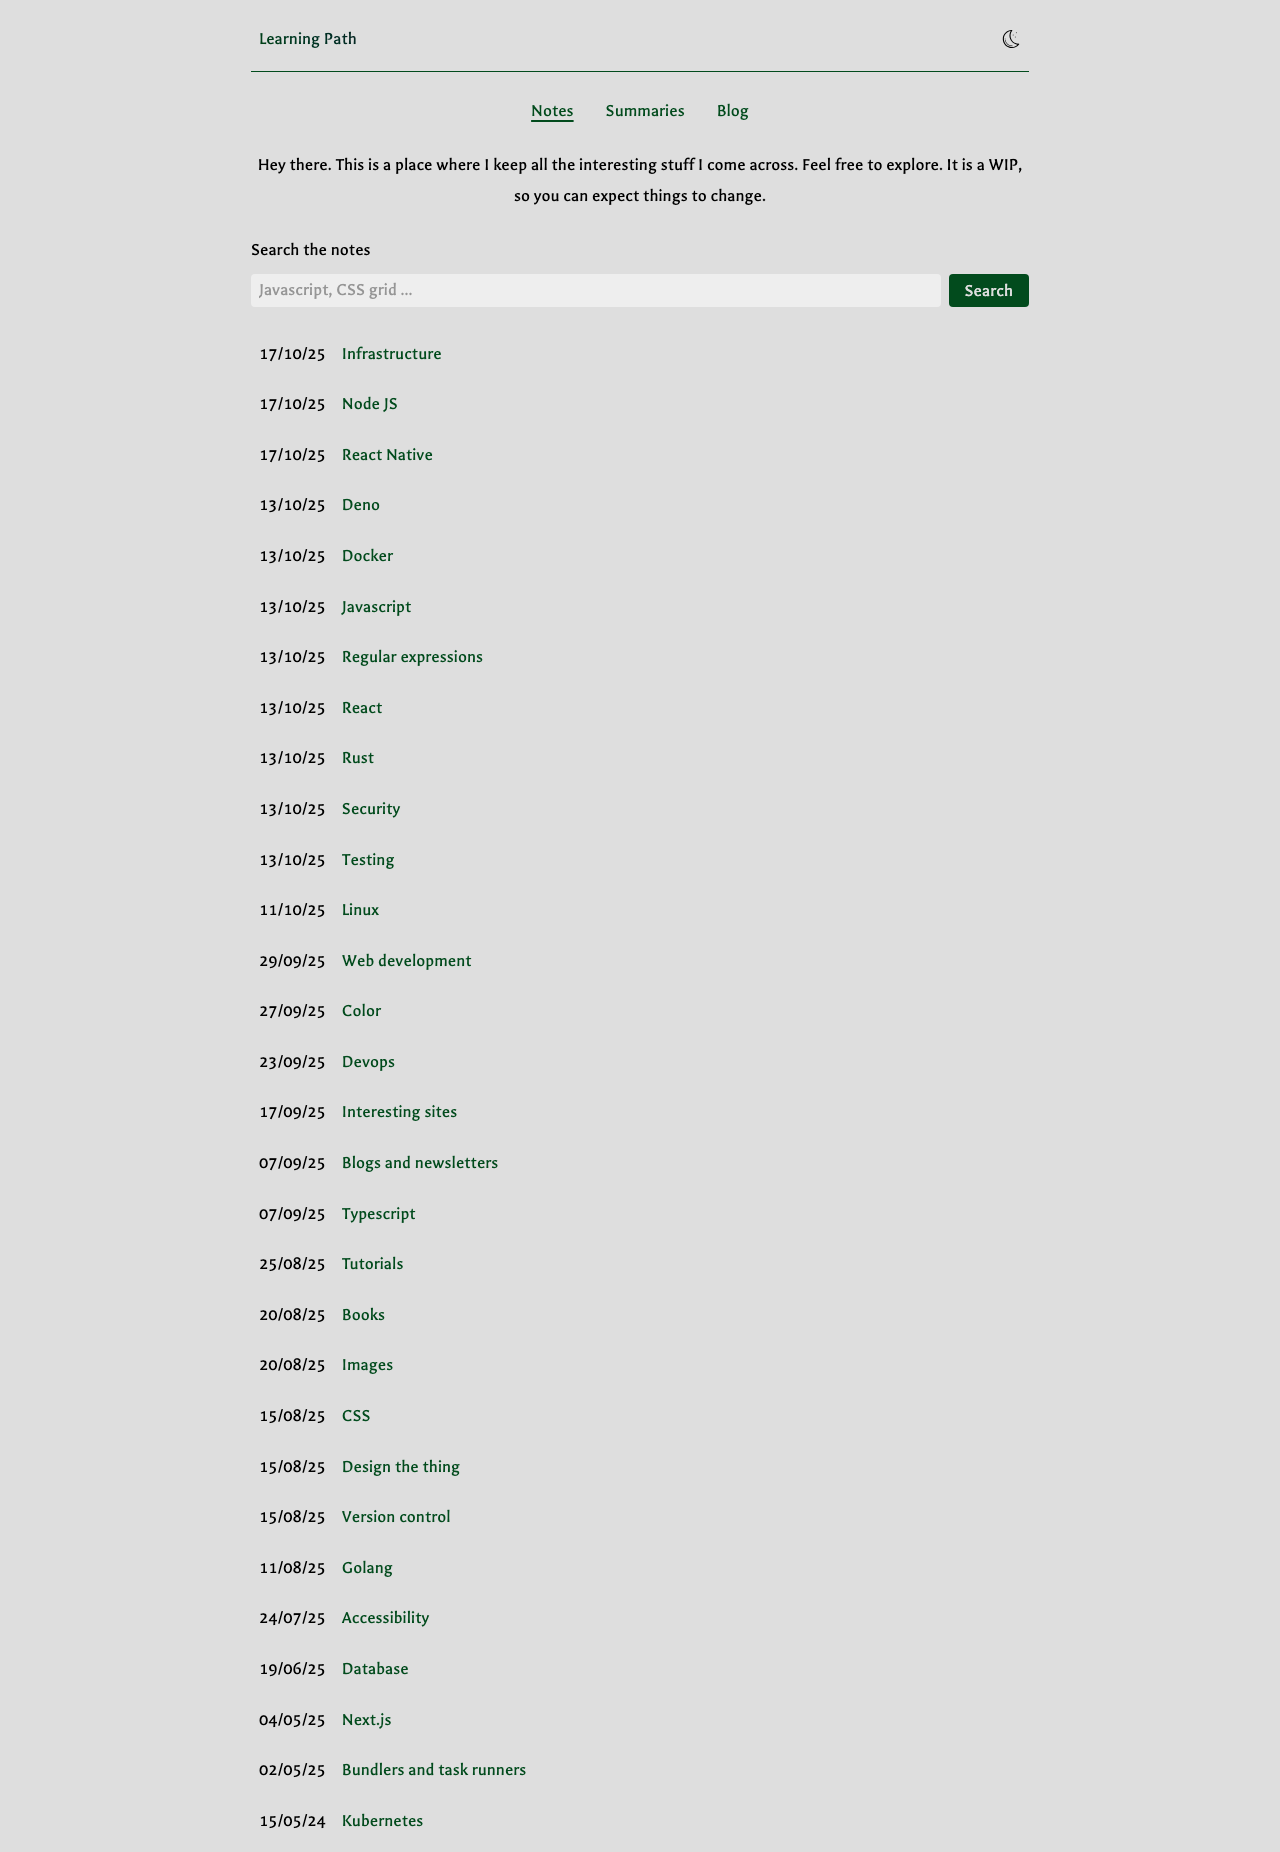 Learning Path
Notes Summaries Blog
Hey there. This is a place where I keep all the interesting stuff I come across. Feel free to explore. It is a WIP,
so you can expect things to change.
Search the notes
Javascript, CSS grid ... Search
17/10/25 Infrastructure
17/10/25 Node JS
17/10/25 React Native
13/10/25 Deno
13/10/25 Docker
13/10/25 Javascript
13/10/25 Regular expressions
13/10/25 React
13/10/25 Rust
13/10/25 Security
13/10/25 Testing
11/10/25 Linux
29/09/25 Web development
27/09/25 Color
23/09/25 Devops
17/09/25 Interesting sites
07/09/25 Blogs and newsletters
07/09/25 Typescript
25/08/25 Tutorials
20/08/25 Books
20/08/25 Images
15/08/25 CSS
15/08/25 Design the thing
15/08/25 Version control
11/08/25 Golang
24/07/25 Accessibility
19/06/25 Database
04/05/25 Next.js
02/05/25 Bundlers and task runners
15/05/24 Kubernetes